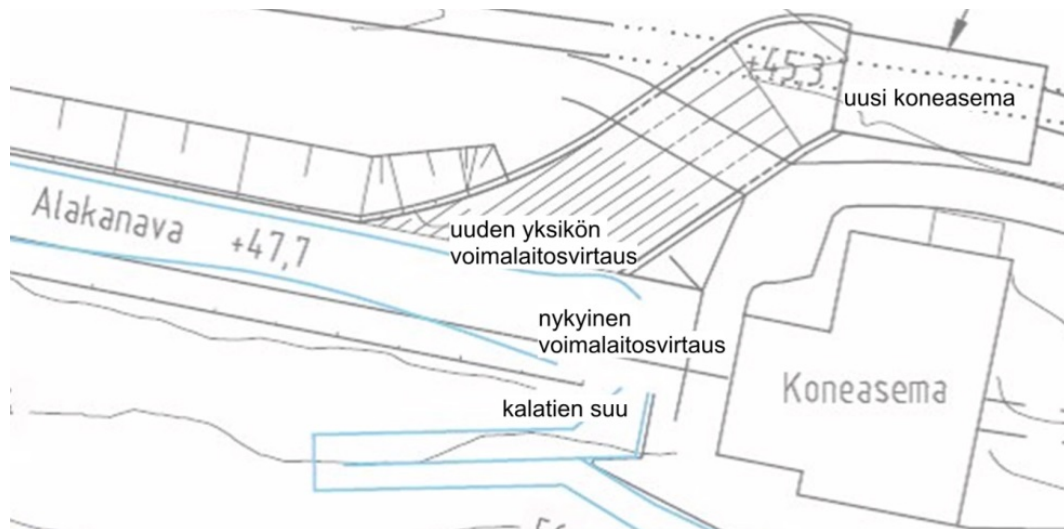 +45,3
uusi koneasema
Alakanava +47,7
uuden yksikön
voimalaitosvirtaus
nykyinen
voimalaitosvirtaus
Koneasema
kalatien suu